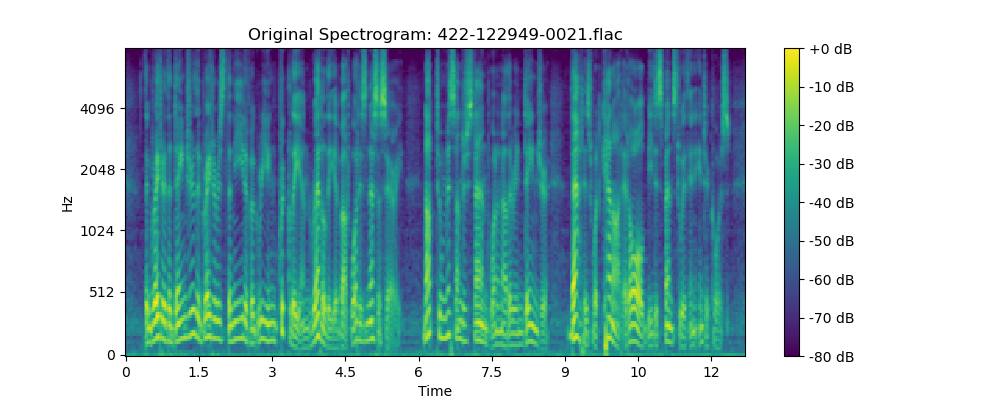 Original Spectrogram: 422-122949-0021.flac
Hz
4096
2048
1024
512
0
0
1.5
3
4.5
6
7.5
9
10
12
Time
+0 dB
-10 dB
-20 dB
-30 dB
-40 dB
-50 dB
-60 dB
-70 dB
-80 dB